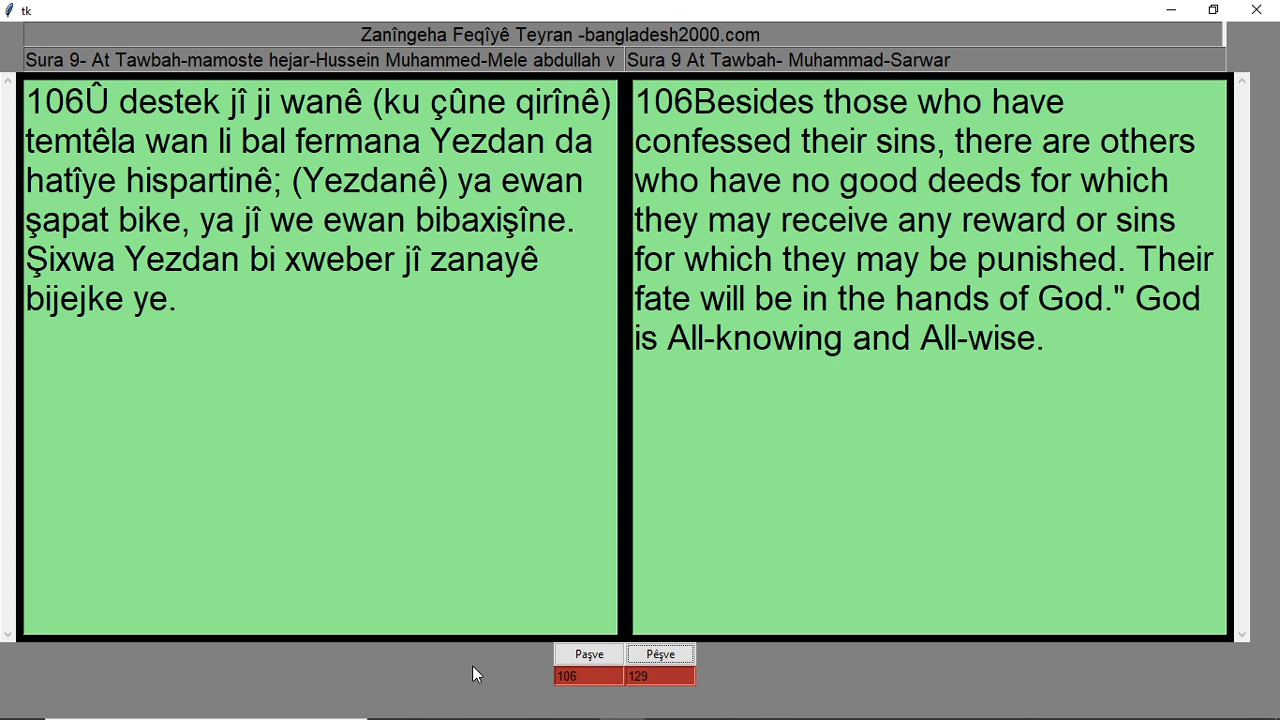 tk
Zanîngeha Feqîyê Teyran -bangladesh2000.com
Sura 9- At Tawbah-mamoste hejar-Hussein Muhammed-Mele abdullah v
Sura 9 At Tawbah- Muhammad-Sarwar
106Û destek jî ji wanê (ku çûne qirînê)
temtêla wan li bal fermana Yezdan da
hatîye hispartinê; (Yezdanê) ya ewan
şapat bike, ya jî we ewan bibaxişîne.
Şixwa Yezdan bi xweber jî zanayê
bijejke ye.
106Besides those who have
confessed their sins, there are others
who have no good deeds for which
they may receive any reward or sins
for which they may be punished. Their
fate will be in the hands of God." God
is All-knowing and All-wise.
Paşve
Pêşve
106
129